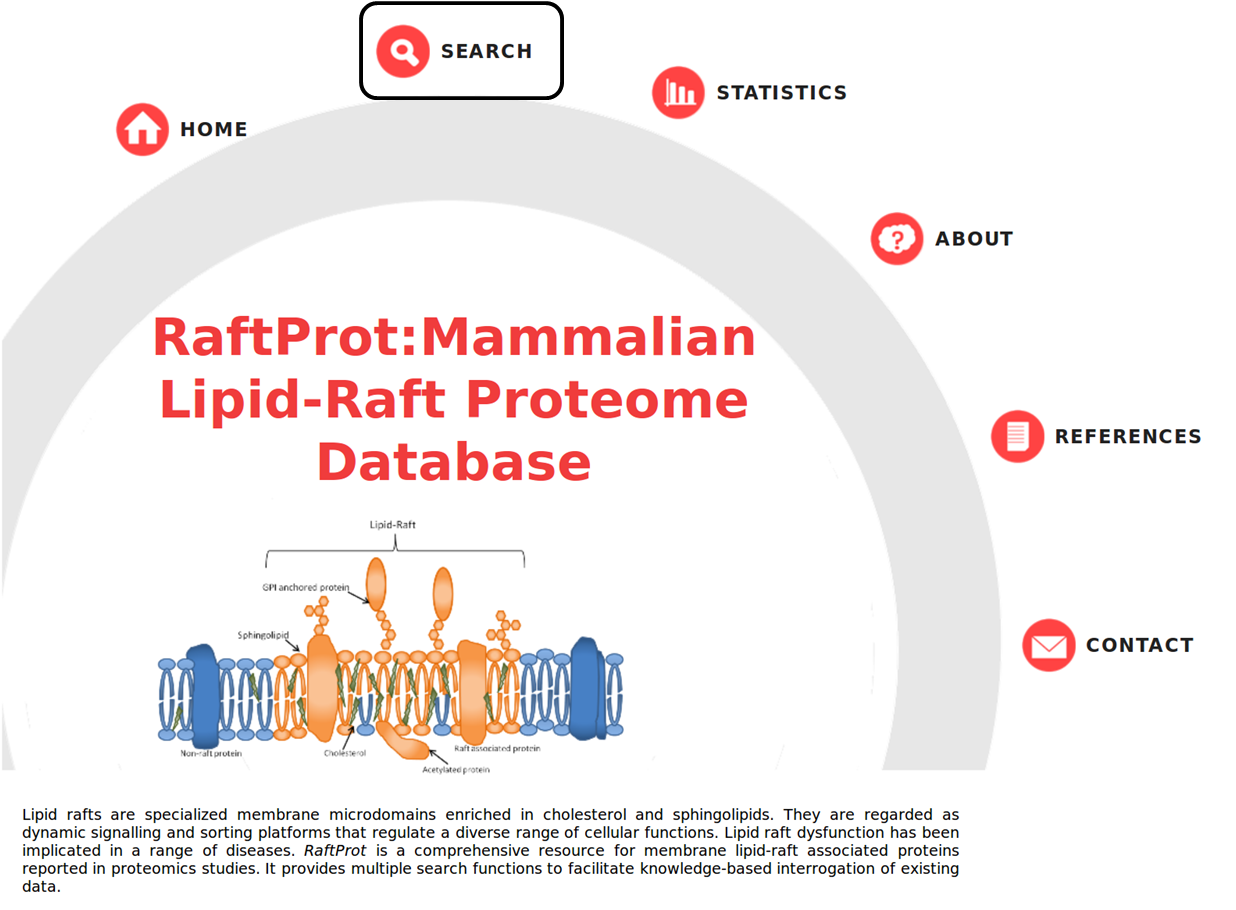 SEARCH
STATISTICS
HOME
ABOUT
RaftProt:Mammalian
Lipid-Raft Proteome
Database
REFERENCES
Lipid-Raft
GPI anchored protein
Sphingolipid
CONTACT
Non-raft protein
Cholesterol
Raft associated protein
Acetylated protein
Lipid rafts are specialized membrane microdomains enriched in cholesterol and sphingolipids. They are regarded as
dynamic signalling and sorting platforms that regulate a diverse range of cellular functions. Lipid raft dysfunction has been
implicated in a range of diseases. RaftProt is a comprehensive resource for membrane lipid-raft associated proteins
reported in proteomics studies. It provides multiple search functions to facilitate knowledge-based interrogation of existing
data.